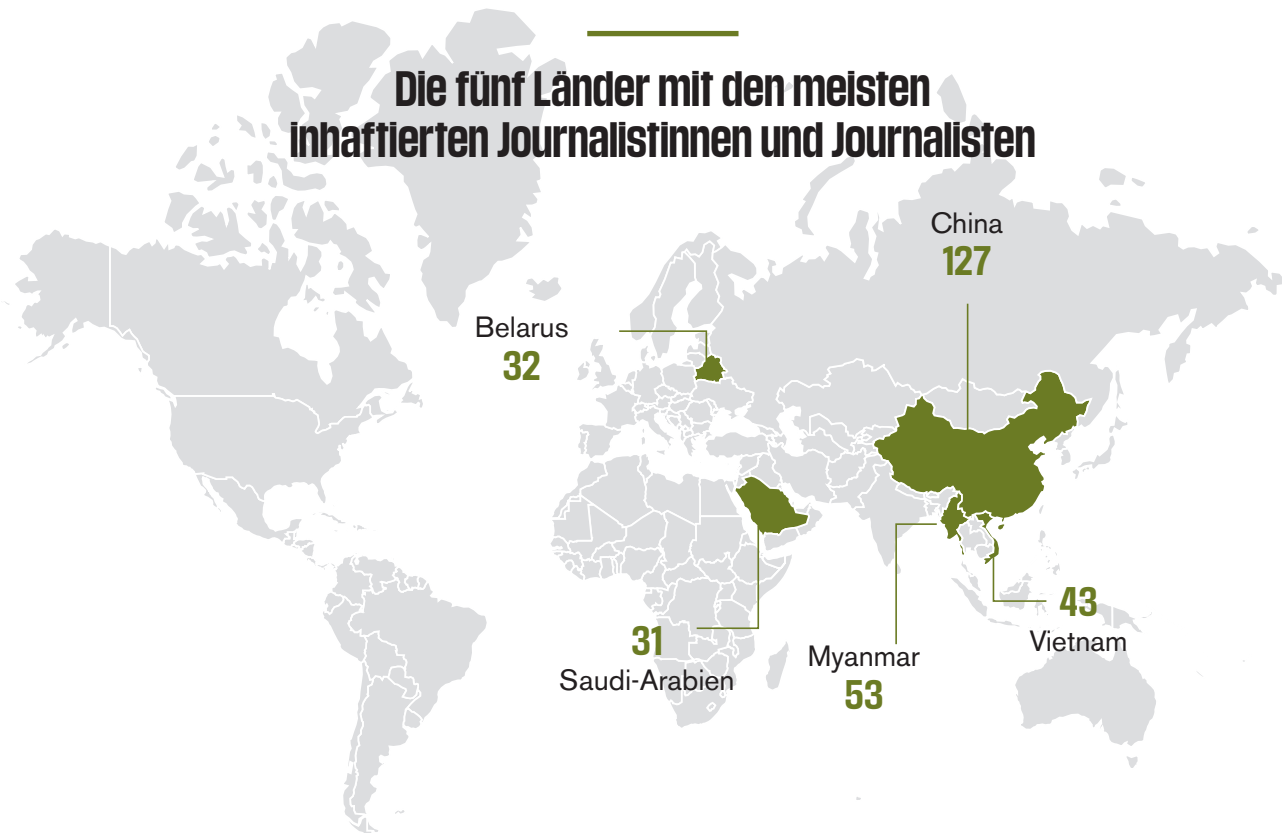 Die fünf Länder mit den meisten
inhaftierten Journalistinnen und Journalisten
China
127
Belarus
32
43
Vietnam
31
Saudi-Arabien
Myanmar
53